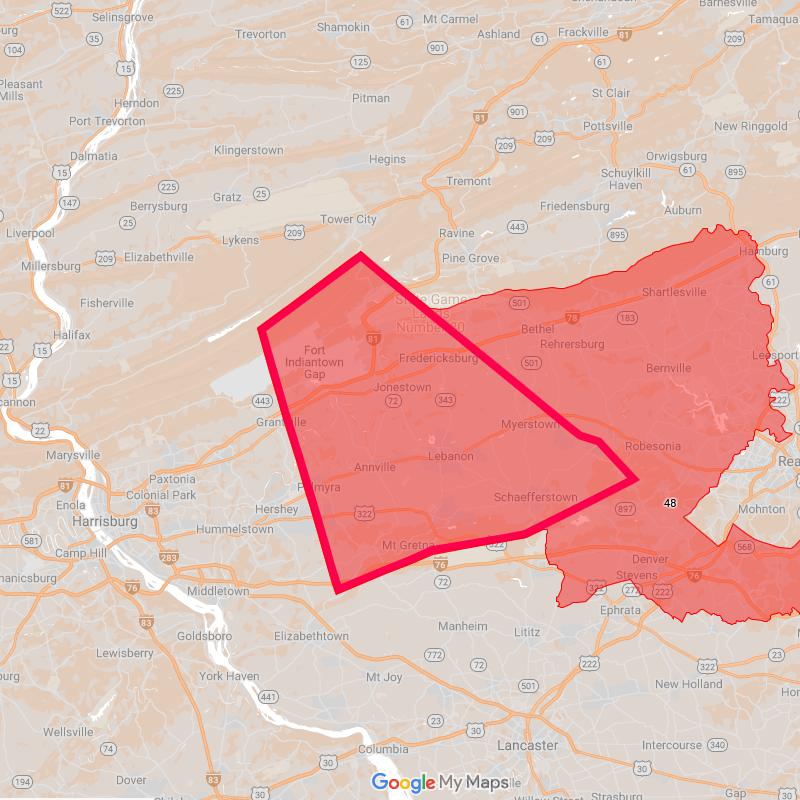 522
Selinsgrove
Mt Carmel
Barnesville
Trevorton
Shamokin
61
Ashland
61
Frackville
81
Tamaqua
35
209
104
15
125
901
61
Pleasant
Mills
225
Pitman
St Clair
Herndon
Port Trevorton
81
901
Pottsville
New Ringgold
Klingerstown
209
209
Dalmatia
Hegins
Orwigsburg
15
225
Tremont
Schuylkill
Haven
61
895
147
Berrysburg
Gratz
25
25
Friedensburg
Auburn
Liverpool
Tower City
209
Ravine
443
895
Lykens
Millersburg
209
Elizabethville
Pine Grove
Hamburg
61
Fisherville
501
Shartlesville
Lands
78
183
Halifax
Bethel
Rehrersburg
15
81
Fort
Indiantown
Gap
Fredericksburg
501
Leesport
Bernville
15
Jonestown
443
72
343
222
22
Grantville
Myerstown
Marysville
Robesonia
Lebanon
Annville
Paxtonia
81
Colonial Park
Palmyra
Schaefferstown
48
Enola
83
Hershey
322
897
Mohnton
Harrisburg
Hummelstown
581
Mt Gretna
322
568
Camp Hill
283
76
Denver
76
Middletown
72
Stevens
322
272
222
76
83
Ephrata
Goldsboro
Elizabethtown
Manheim
Lititz
Lewisberry
772
72
222
322
23
York Haven
Mt Joy
501
New Holland
441
23
Wellsville
30
74
Columbia
Lancaster
Intercourse
340
30
30
194
Dover
83
Google My Maps
30
Gap
30
Strasburg